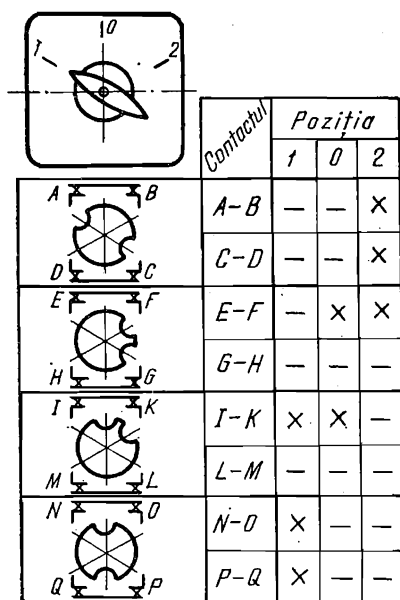 1 0 2
Contactul Poziția
1 0 2
A B
D C
A-B — — ×
C-D — — ×
E F
H G
E-F — × ×
G-H — — —
I K
M L
I-K × × —
L-M — — —
N O
Q P
N-O × — —
P-Q × — —